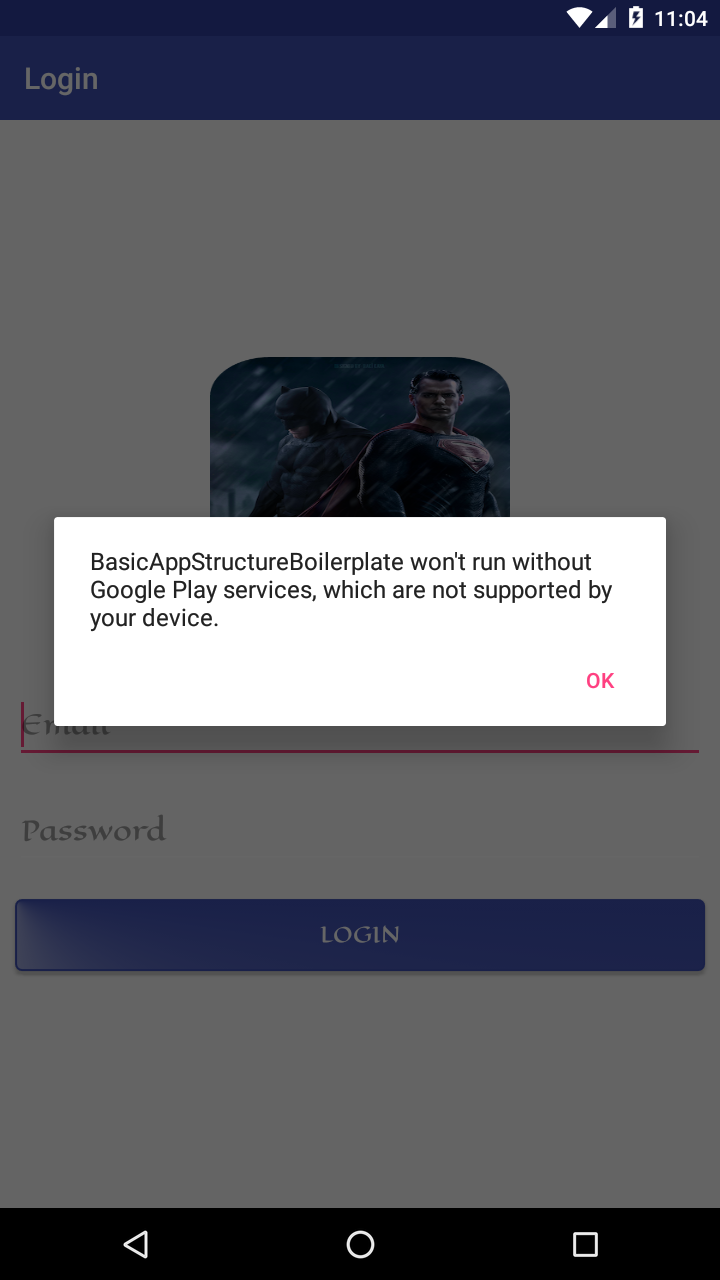 11:04
Login
BasicAppStructureBoilerplate won't run without
Google Play services, which are not supported by
your device.
OK
Email
Password
LOGIN